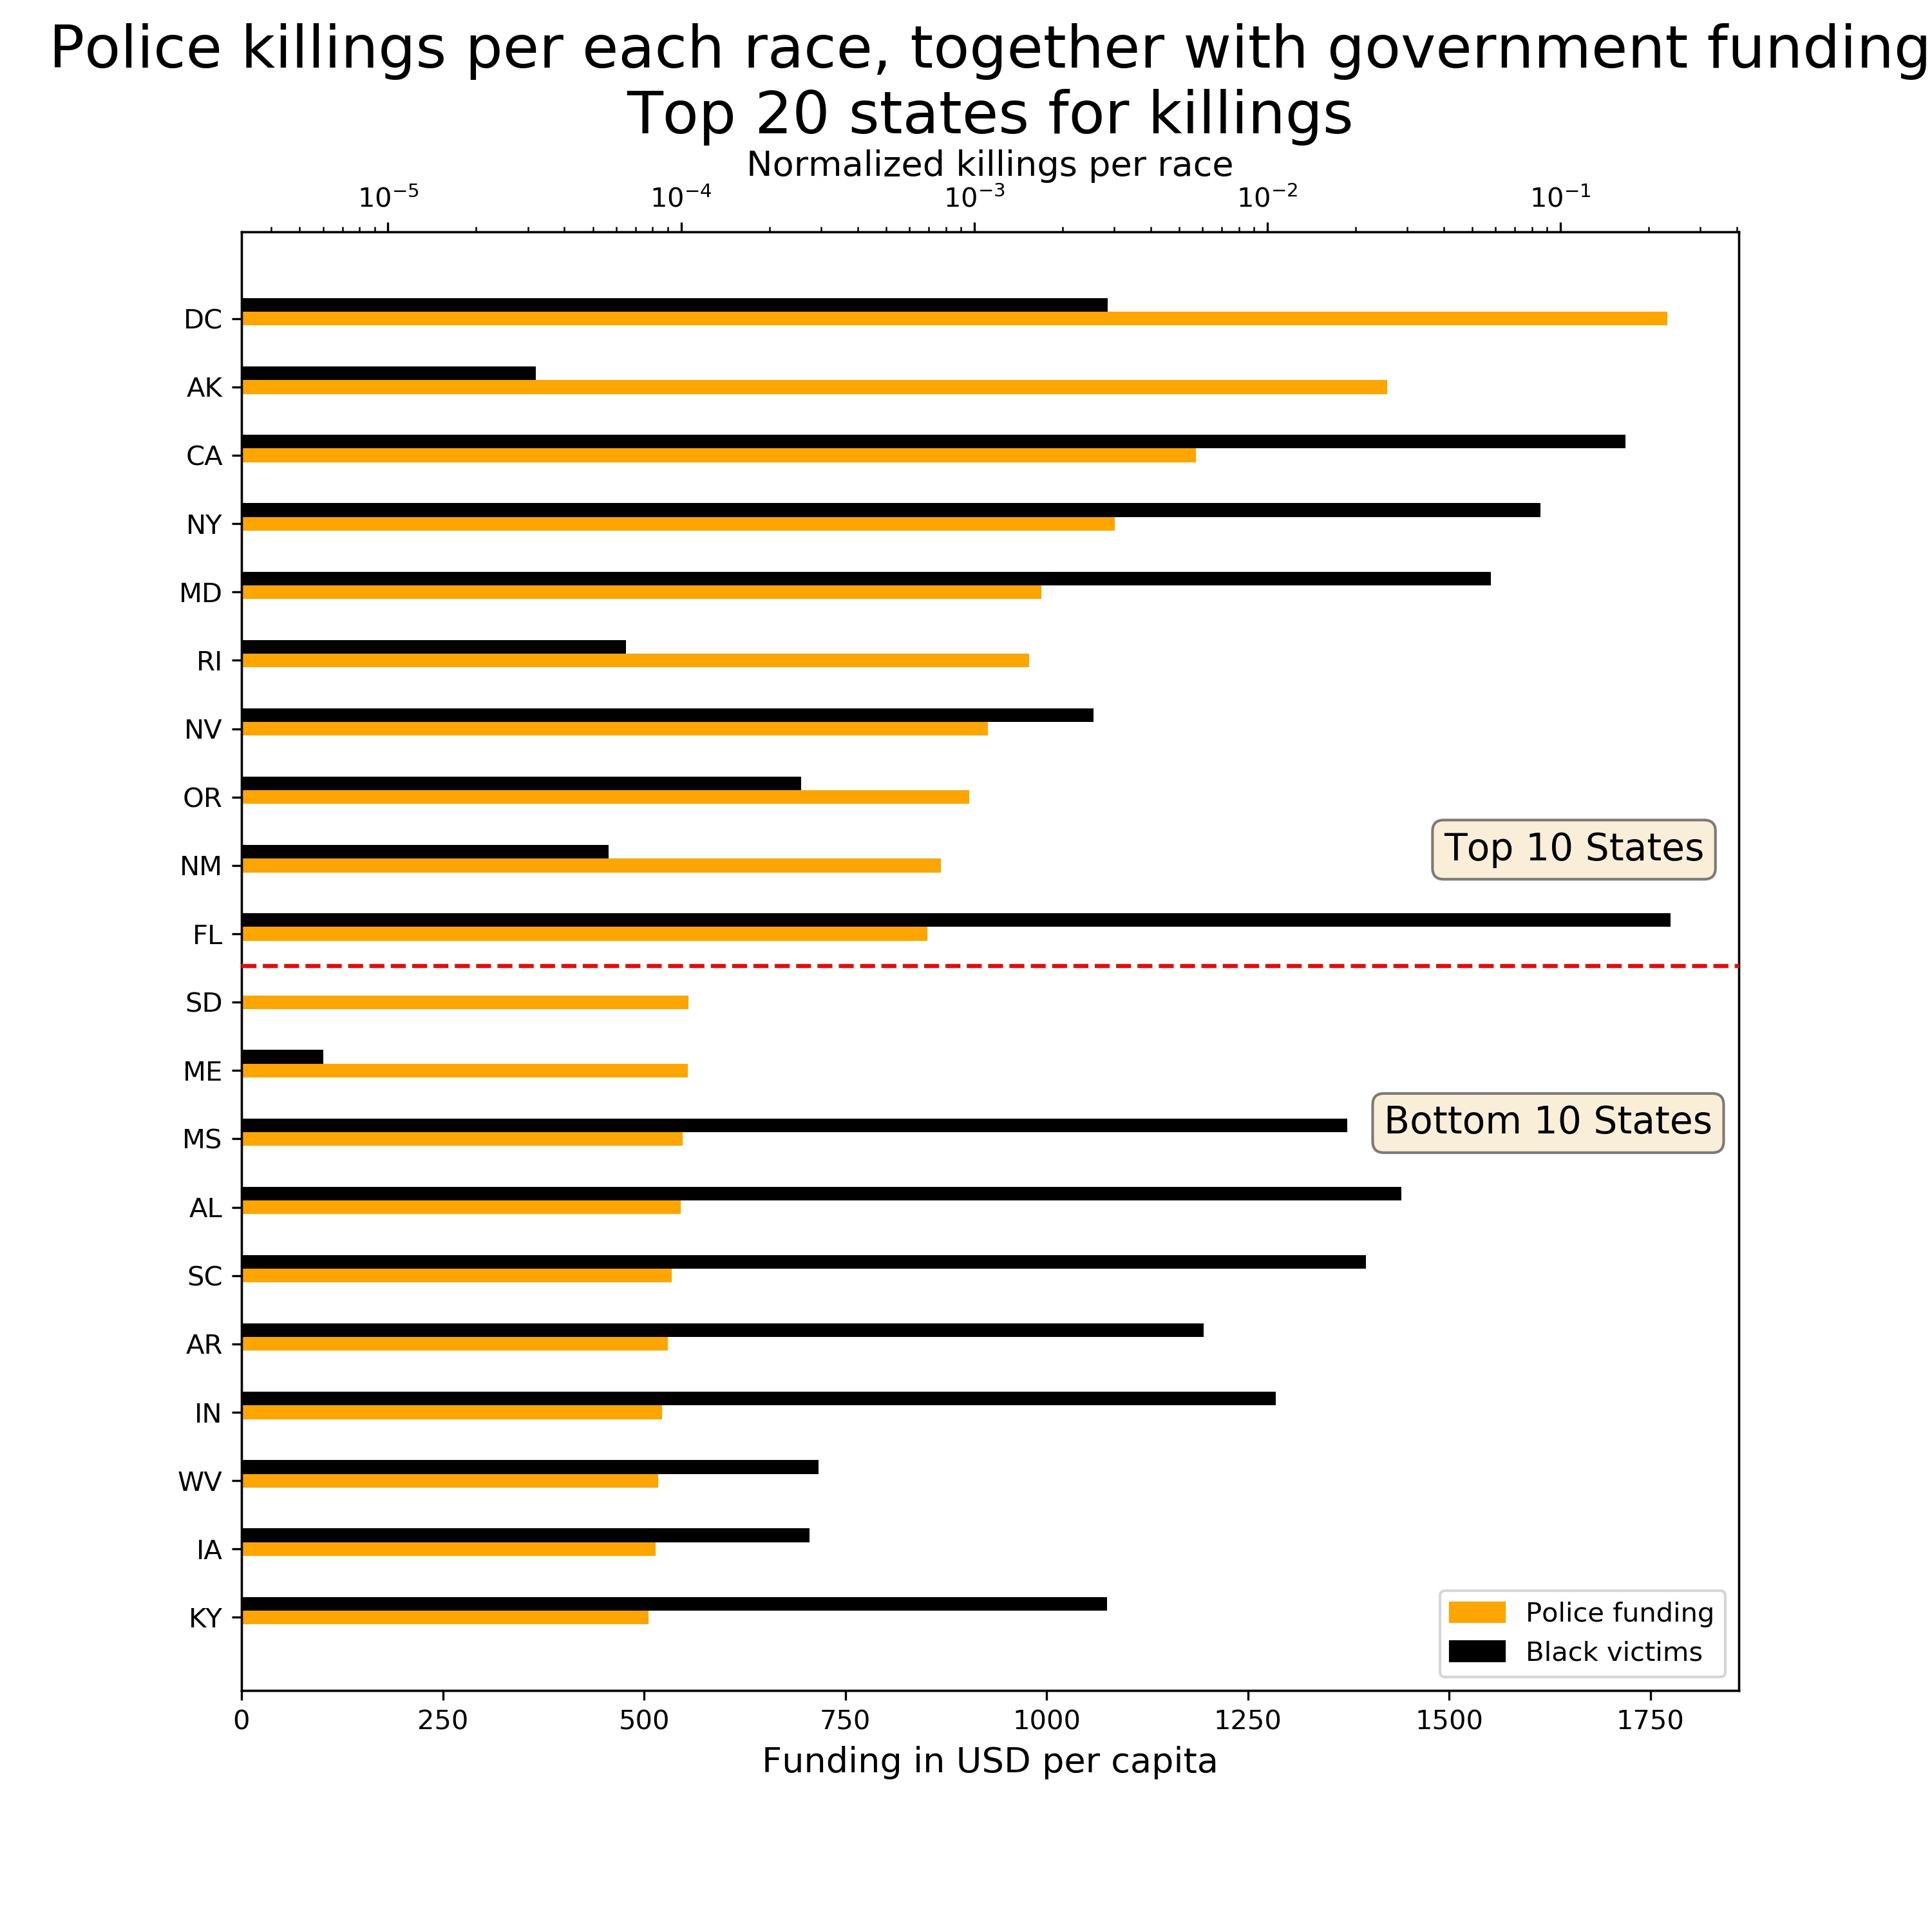 Police killings per each race, together with government funding
Top 20 states for killings
Normalized killings per race
10⁻⁵ 10⁻⁴ 10⁻³ 10⁻² 10⁻¹
DC
AK
CA
NY
MD
RI
NV
OR
NM
Top 10 States
FL
SD
ME
MS
Bottom 10 States
AL
SC
AR
IN
WV
IA
KY
Police funding
Black victims
0 250 500 750 1000 1250 1500 1750
Funding in USD per capita